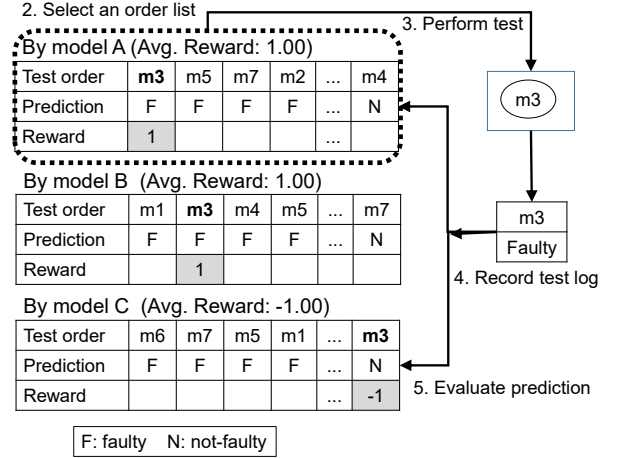 2. Select an order list
3. Perform test
By model A (Avg. Reward: 1.00)
Test order m3 m5 m7 m2 ... m4
Prediction F F F F ... N
Reward 1 ...
m3
By model B (Avg. Reward: 1.00)
Test order m1 m3 m4 m5 ... m7
Prediction F F F F ... N
Reward 1
m3
Faulty
4. Record test log
By model C (Avg. Reward: -1.00)
Test order m6 m7 m5 m1 ... m3
Prediction F F F F ... N
Reward ... -1
5. Evaluate prediction
F: faulty N: not-faulty